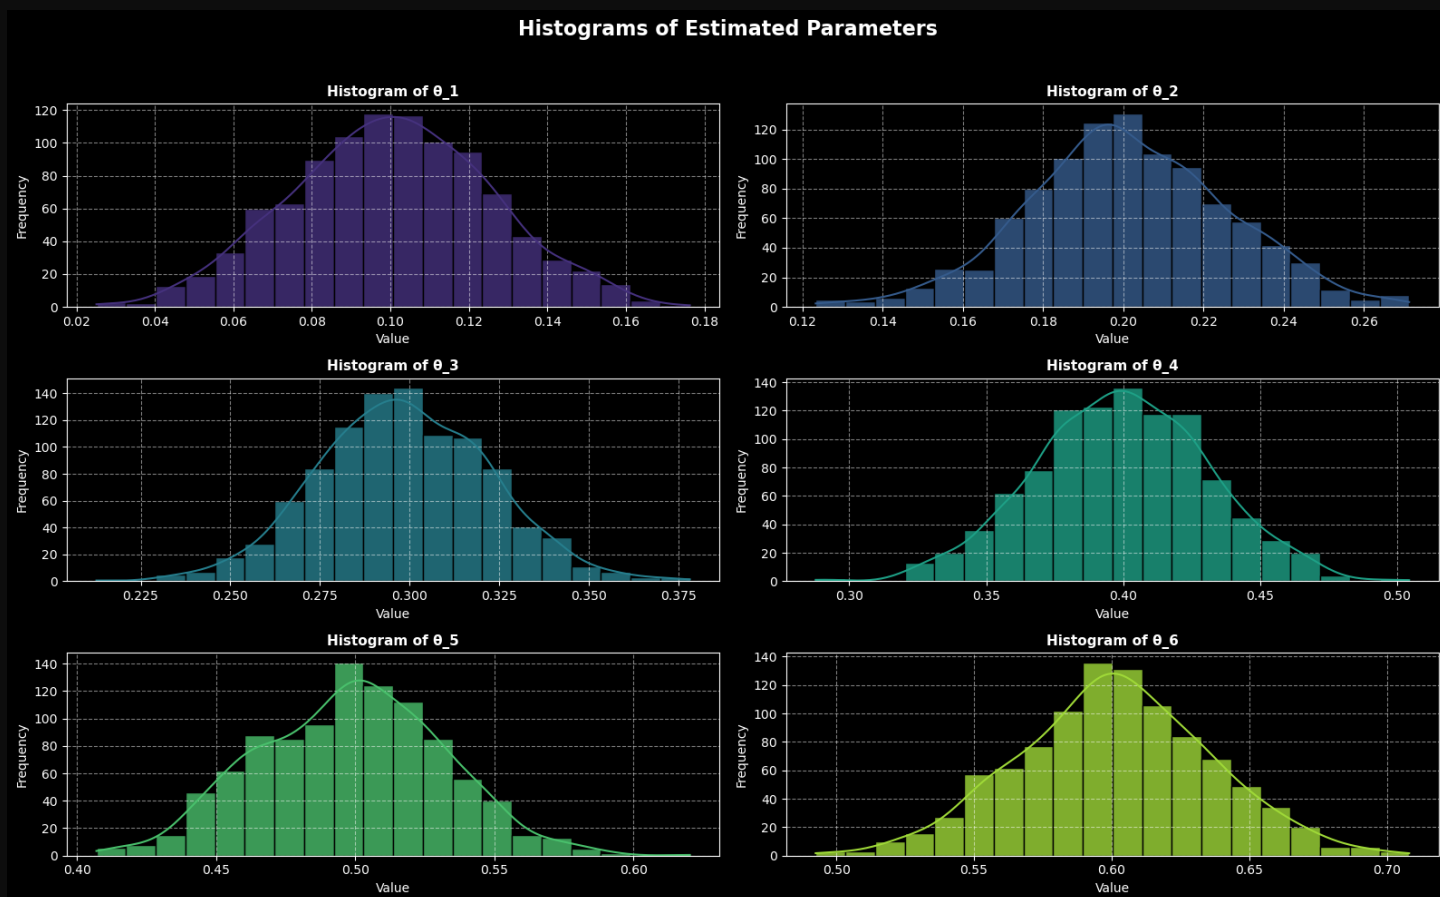 Histograms of Estimated Parameters
Histogram of θ_1
Frequency
120
100
80
60
40
20
0
0.02 0.04 0.06 0.08 0.10 0.12 0.14 0.16 0.18
Value
Histogram of θ_2
Frequency
120
100
80
60
40
20
0
0.12 0.14 0.16 0.18 0.20 0.22 0.24 0.26
Value
Histogram of θ_3
Frequency
140
120
100
80
60
40
20
0
0.225 0.250 0.275 0.300 0.325 0.350 0.375
Value
Histogram of θ_4
Frequency
140
120
100
80
60
40
20
0
0.30 0.35 0.40 0.45 0.50
Value
Histogram of θ_5
Frequency
140
120
100
80
60
40
20
0
0.40 0.45 0.50 0.55 0.60
Value
Histogram of θ_6
Frequency
140
120
100
80
60
40
20
0
0.50 0.55 0.60 0.65 0.70
Value